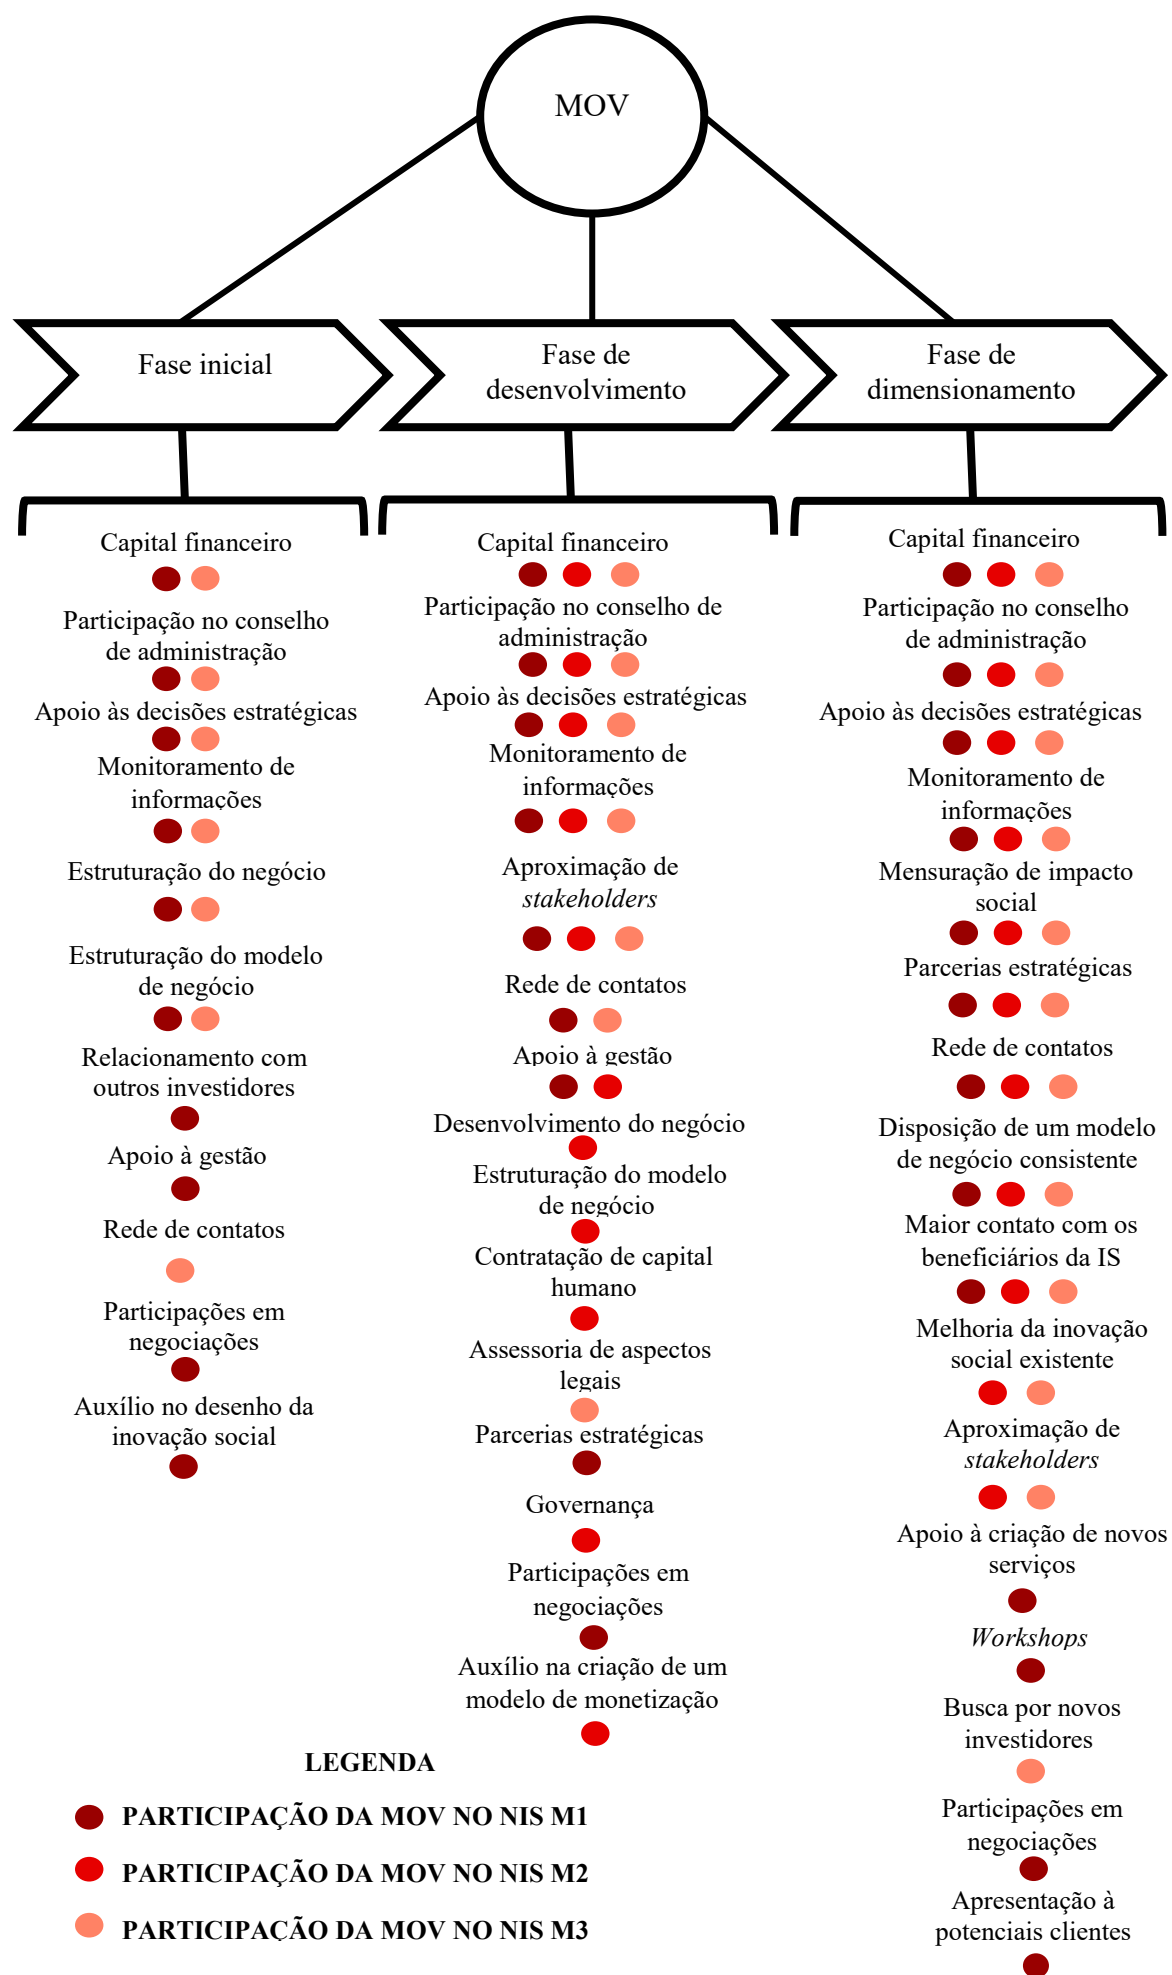 MOV
Fase inicial
Fase de
desenvolvimento
Fase de
dimensionamento
Capital financeiro
Participação no conselho
de administração
Apoio às decisões estratégicas
Monitoramento de
informações
Estruturação do negócio
Estruturação do modelo
de negócio
Relacionamento com
outros investidores
Apoio à gestão
Rede de contatos
Participações em
negociações
Auxílio no desenho da
inovação social
Capital financeiro
Participação no conselho de
administração
Apoio às decisões estratégicas
Monitoramento de
informações
Aproximação de
stakeholders
Rede de contatos
Apoio à gestão
Desenvolvimento do negócio
Estruturação do modelo
de negócio
Contratação de capital
humano
Assessoria de aspectos
legais
Parcerias estratégicas
Governança
Participações em
negociações
Auxílio na criação de um
modelo de monetização
Capital financeiro
Participação no conselho
de administração
Apoio às decisões estratégicas
Monitoramento de
informações
Mensuração de impacto
social
Parcerias estratégicas
Rede de contatos
Disposição de um modelo
de negócio consistente
Maior contato com os
beneficiários da IS
Melhoria da inovação
social existente
Aproximação de
stakeholders
Apoio à criação de novos
serviços
Workshops
Busca por novos
investidores
Participações em
negociações
Apresentação à
potenciais clientes
LEGENDA
PARTICIPAÇÃO DA MOV NO NIS M1
PARTICIPAÇÃO DA MOV NO NIS M2
PARTICIPAÇÃO DA MOV NO NIS M3